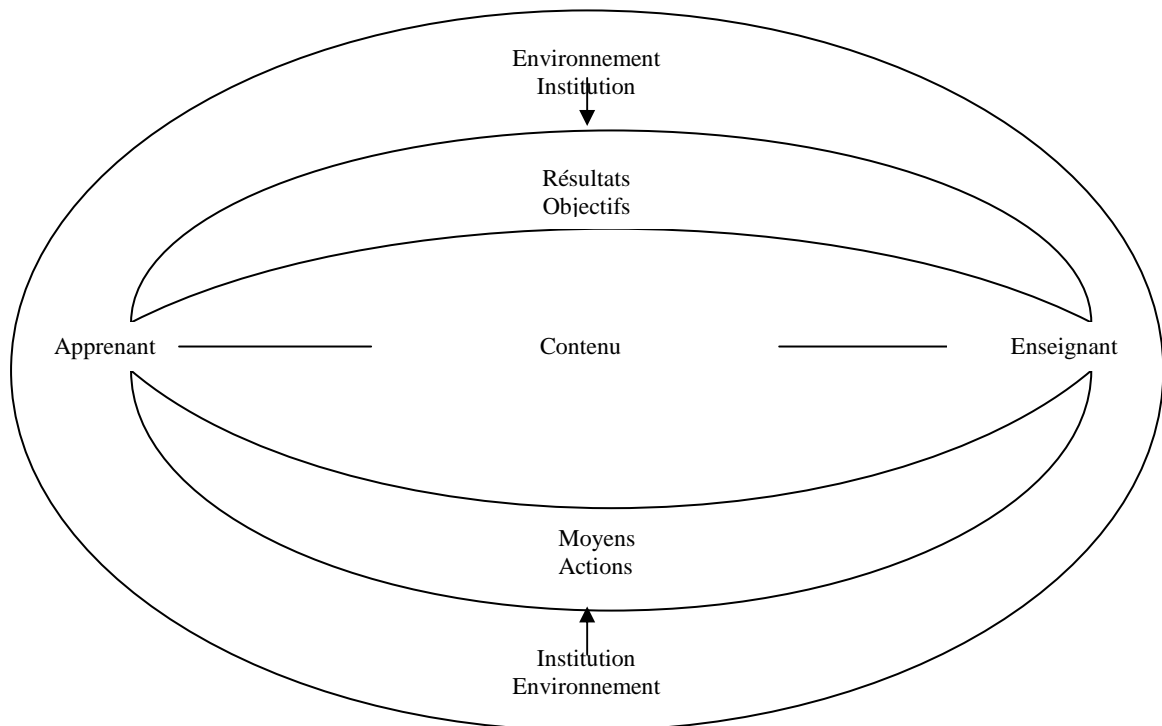 Environnement
Institution
Résultats
Objectifs
Apprenant Contenu Enseignant
Moyens
Actions
Institution
Environnement